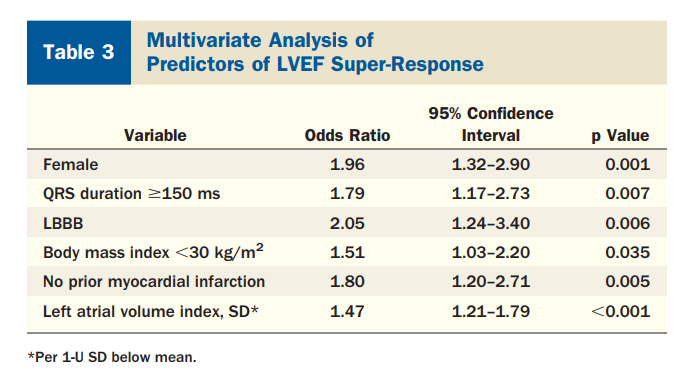 Table 3
Multivariate Analysis of
Predictors of LVEF Super-Response
95% Confidence
Variable Odds Ratio Interval p Value
Female 1.96 1.32–2.90 0.001
QRS duration ≥150 ms 1.79 1.17–2.73 0.007
LBBB 2.05 1.24–3.40 0.006
Body mass index <30 kg/m² 1.51 1.03–2.20 0.035
No prior myocardial infarction 1.80 1.20–2.71 0.005
Left atrial volume index, SD* 1.47 1.21–1.79 <0.001
*Per 1-U SD below mean.